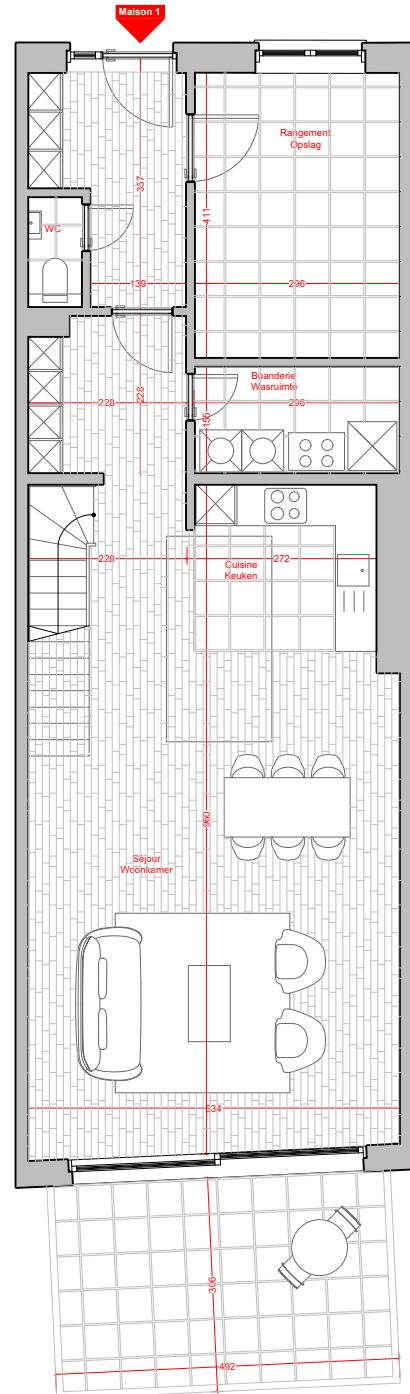 Maison 1
Rangement
Opslag
357
411
WC
139
296
Buanderie
Wasruimte
228
228
155
296
228
Cuisine
Keuken
272
960
Séjour
Woonkamer
534
306
492